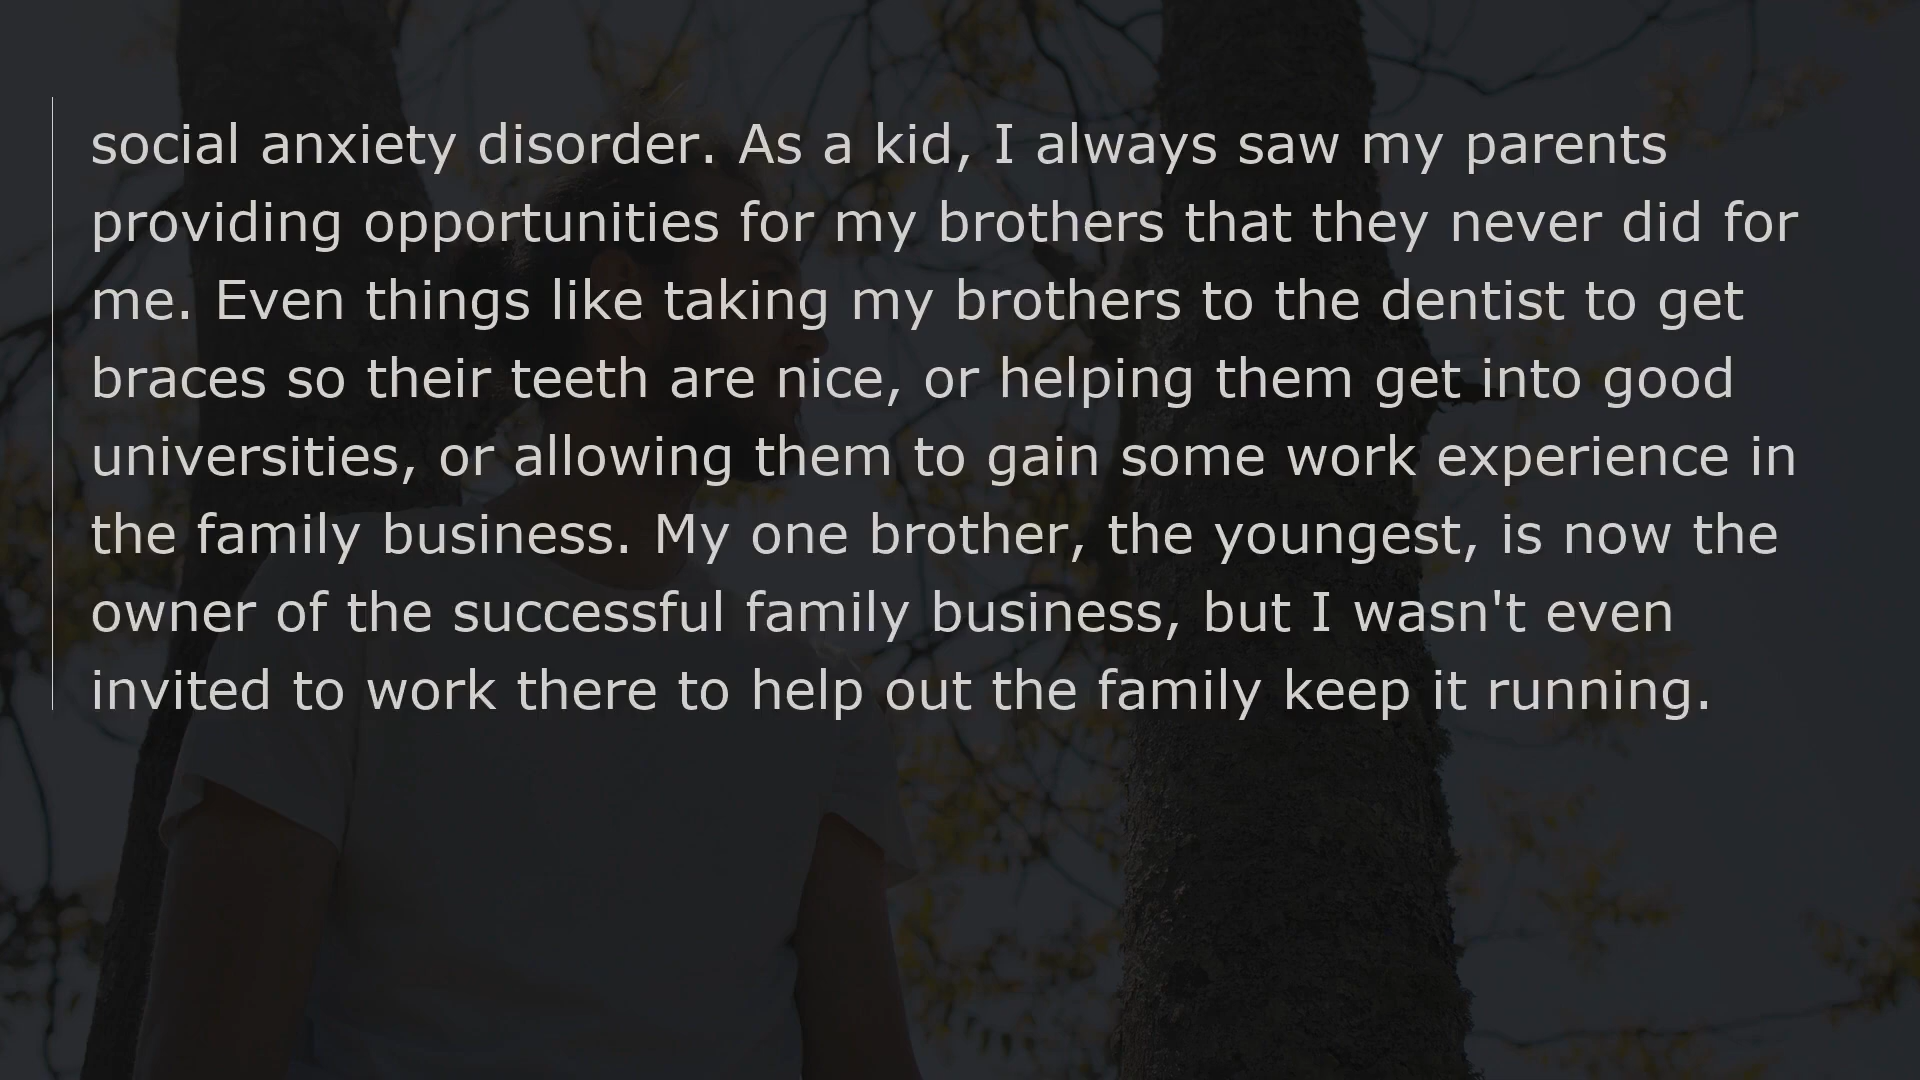 social anxiety disorder. As a kid, I always saw my parents
providing opportunities for my brothers that they never did for
me. Even things like taking my brothers to the dentist to get
braces so their teeth are nice, or helping them get into good
universities, or allowing them to gain some work experience in
the family business. My one brother, the youngest, is now the
owner of the successful family business, but I wasn't even
invited to work there to help out the family keep it running.